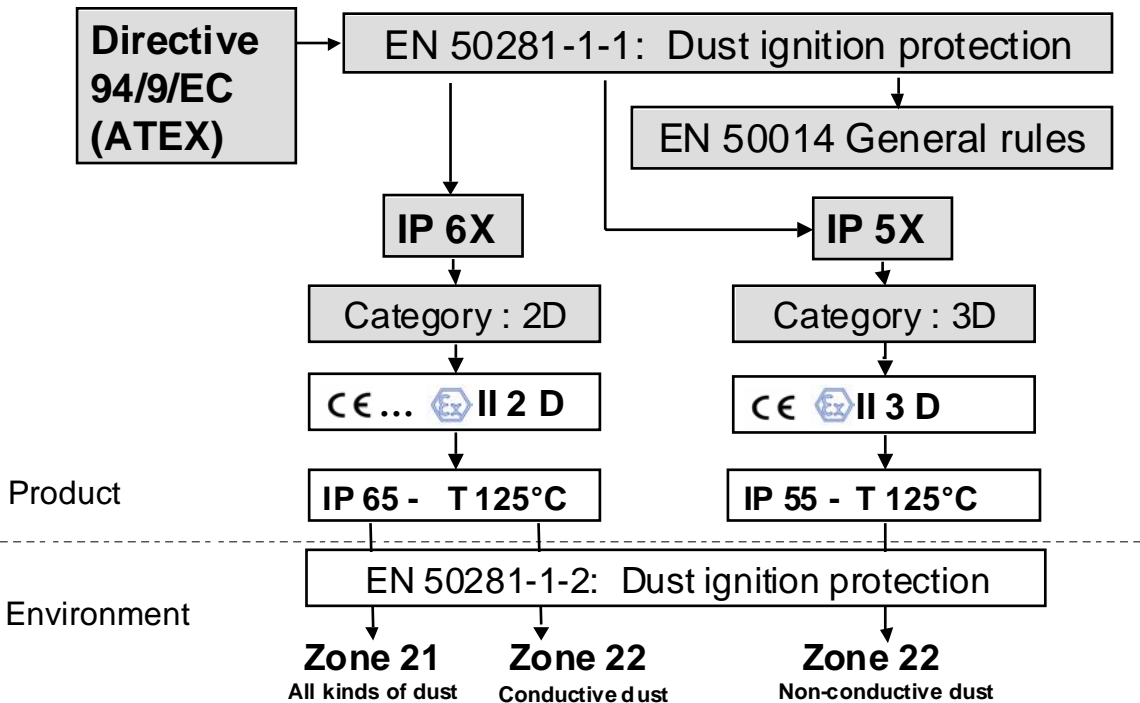 Directive
94/9/EC
(ATEX)
EN 50281-1-1: Dust ignition protection
EN 50014 General rules
IP 6X
IP 5X
Category : 2D
Category : 3D
CE... Ex II 2 D
CE Ex II 3 D
Product
IP 65 - T 125°C
IP 55 - T 125°C
EN 50281-1-2: Dust ignition protection
Environment
Zone 21
Zone 22
Zone 22
All kinds of dust
Conductive dust
Non-conductive dust